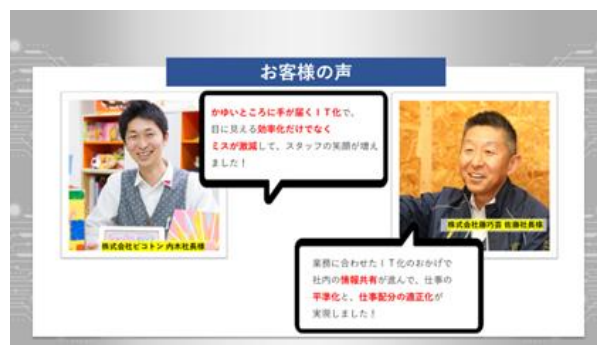 お客様の声
かゆいところに手が届くＩＴ化で、
目に見える効率化だけでなく
ミスが激減して、スタッフの笑顔が増え
ました！
株式会社ピコトン 内木社長様
株式会社藤巧芸 佐藤社長様
業務に合わせたＩＴ化のおかげで
社内の情報共有が進んで、仕事の
平準化と、仕事配分の適正化が
実現しました！